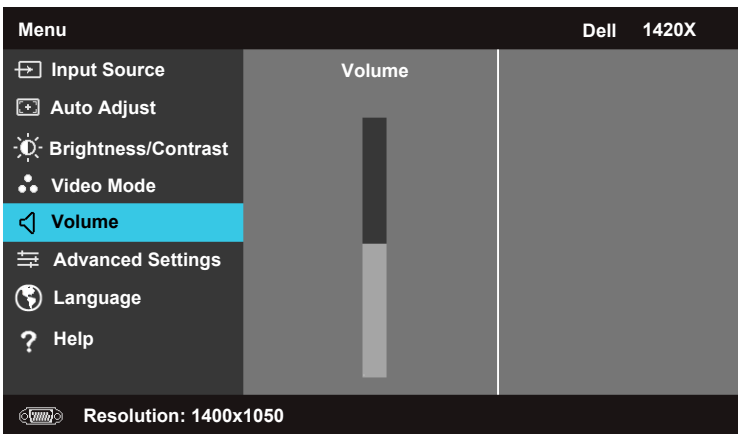 Menu Dell 1420X
Input Source
Volume
Auto Adjust
Brightness/Contrast
Video Mode
Volume
Advanced Settings
Language
? Help
Resolution: 1400x1050